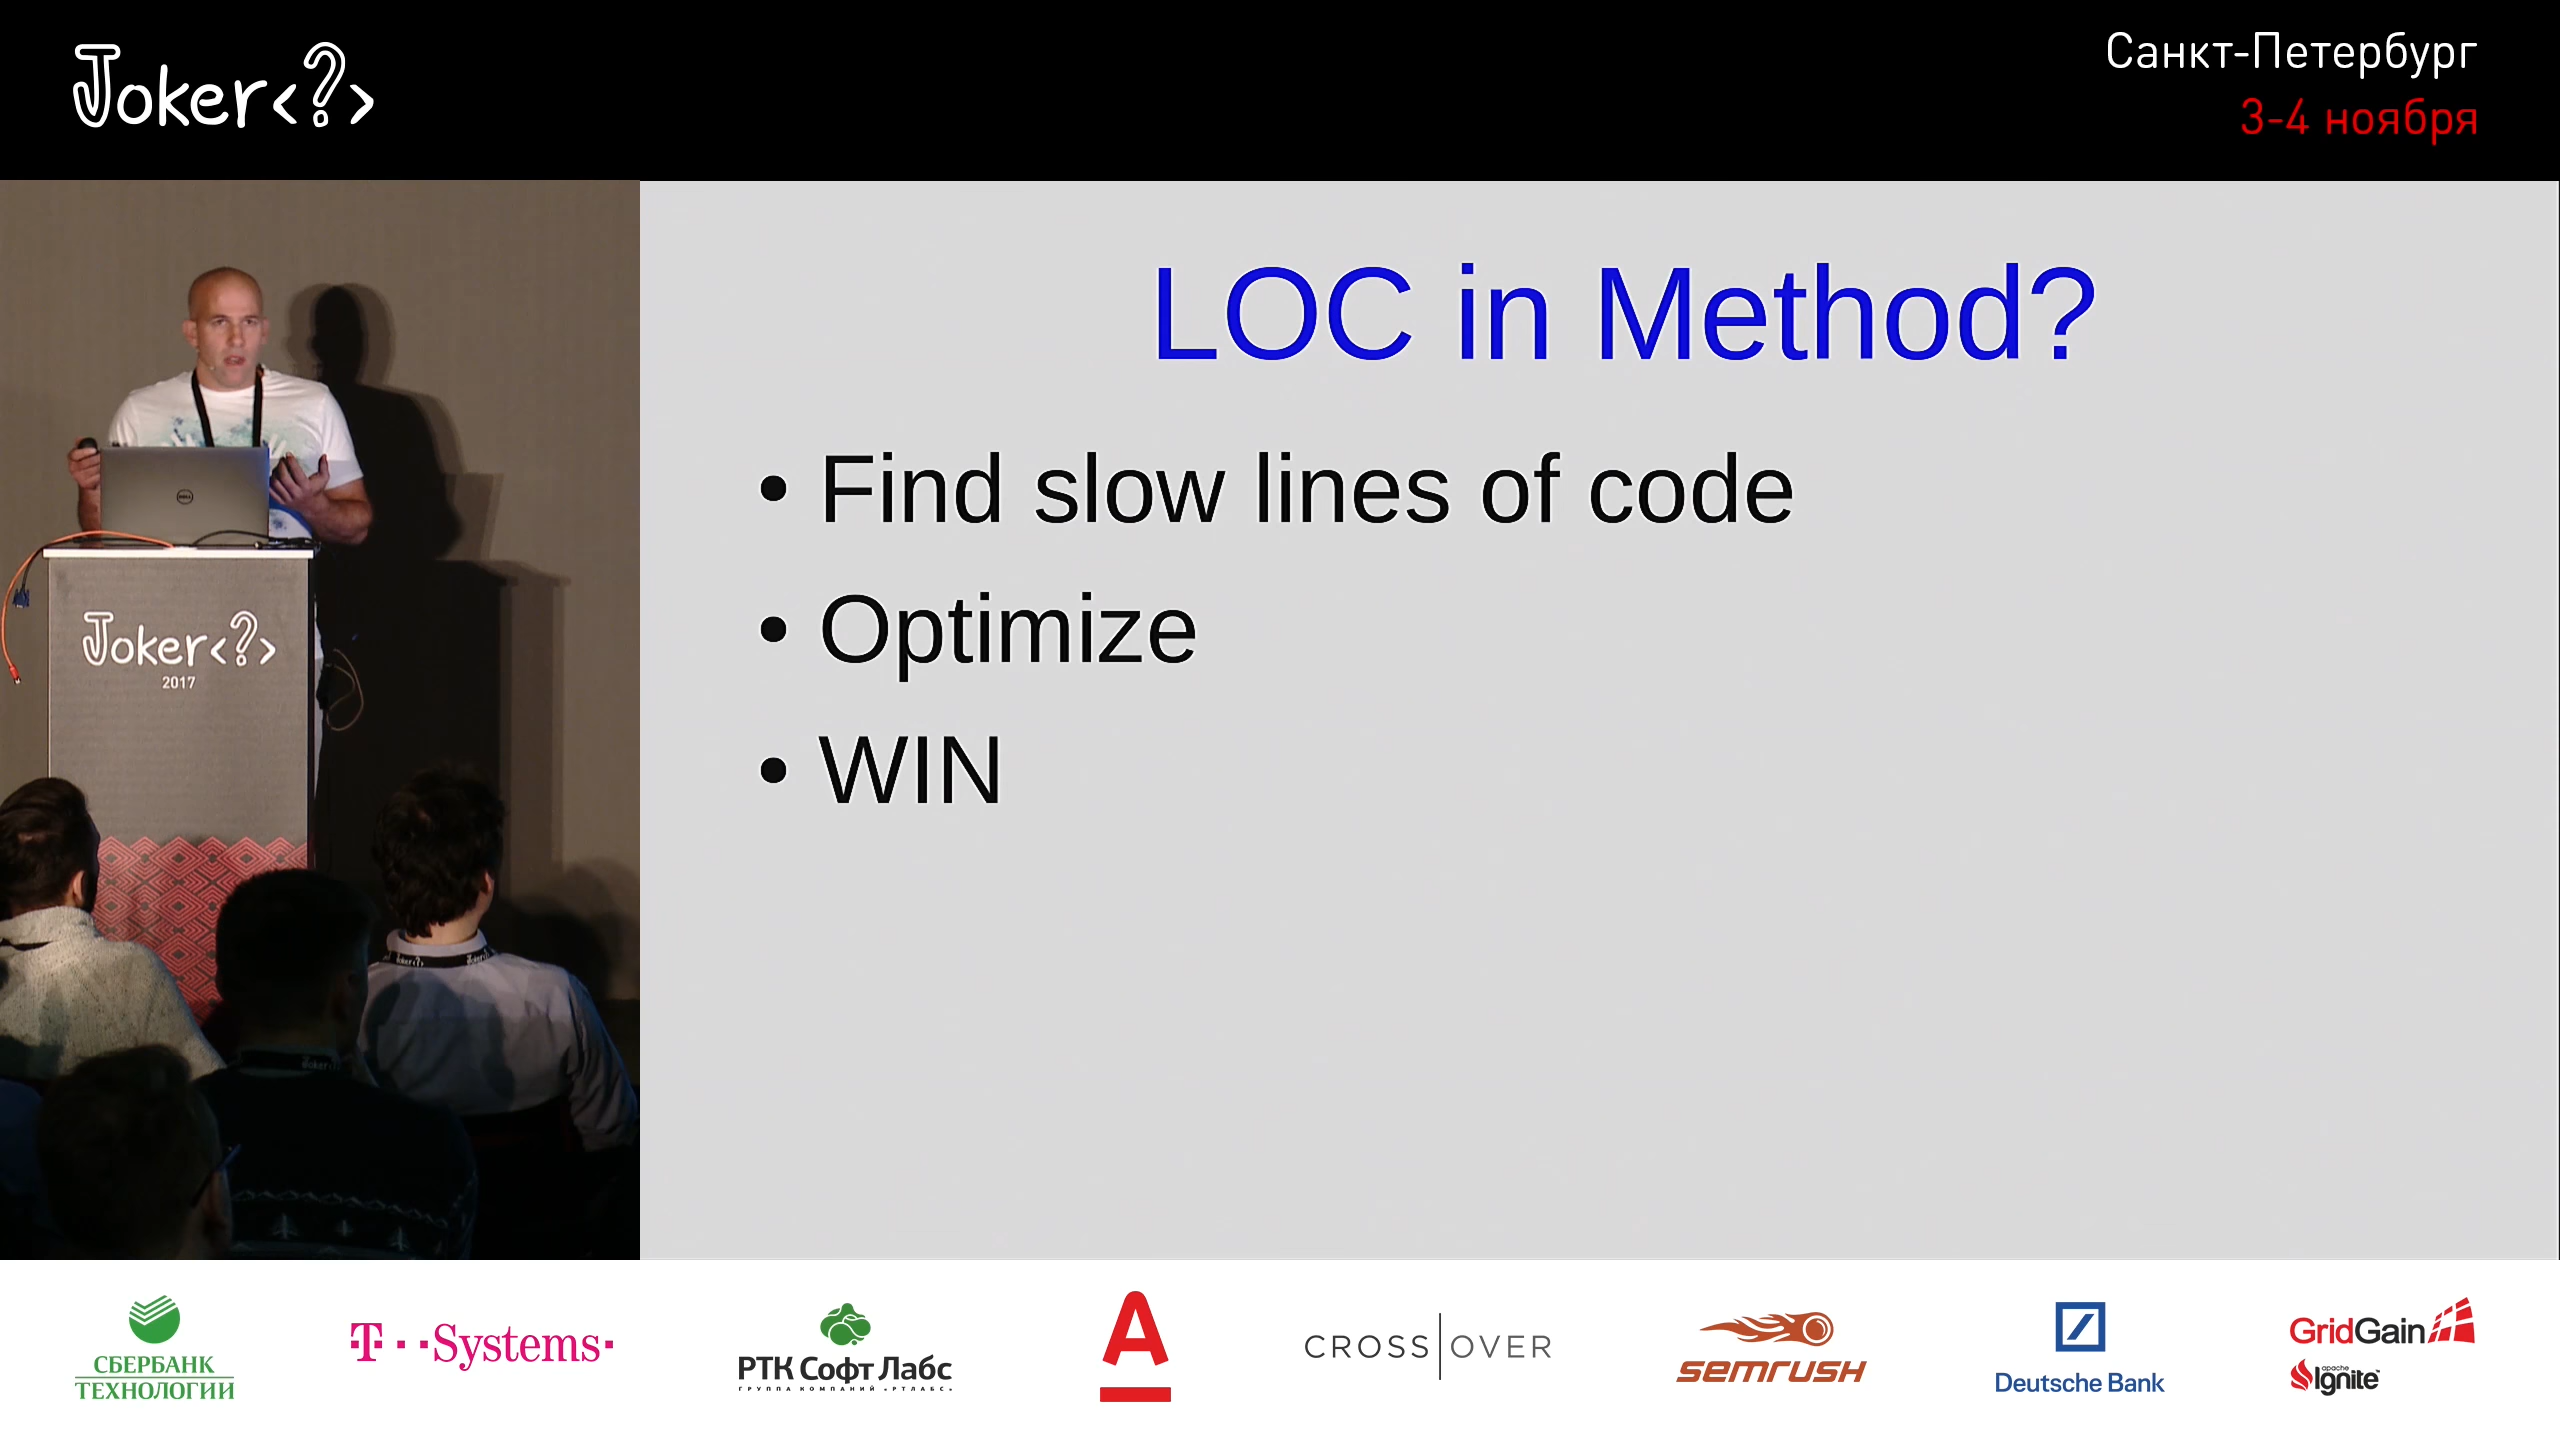 Joker<?>
Санкт-Петербург
3-4 ноября
LOC in Method?
• Find slow lines of code
• Optimize
• WIN
DELL
Joker<?>
2017
СБЕРБАНК
ТЕХНОЛОГИИ
T · · Systems ·
РТК Софт Лабс
ГРУППА КОМПАНИЙ «РТЛАБС»
А
CROSS|OVER
semrush
Deutsche Bank
GridGain
apache
Ignite